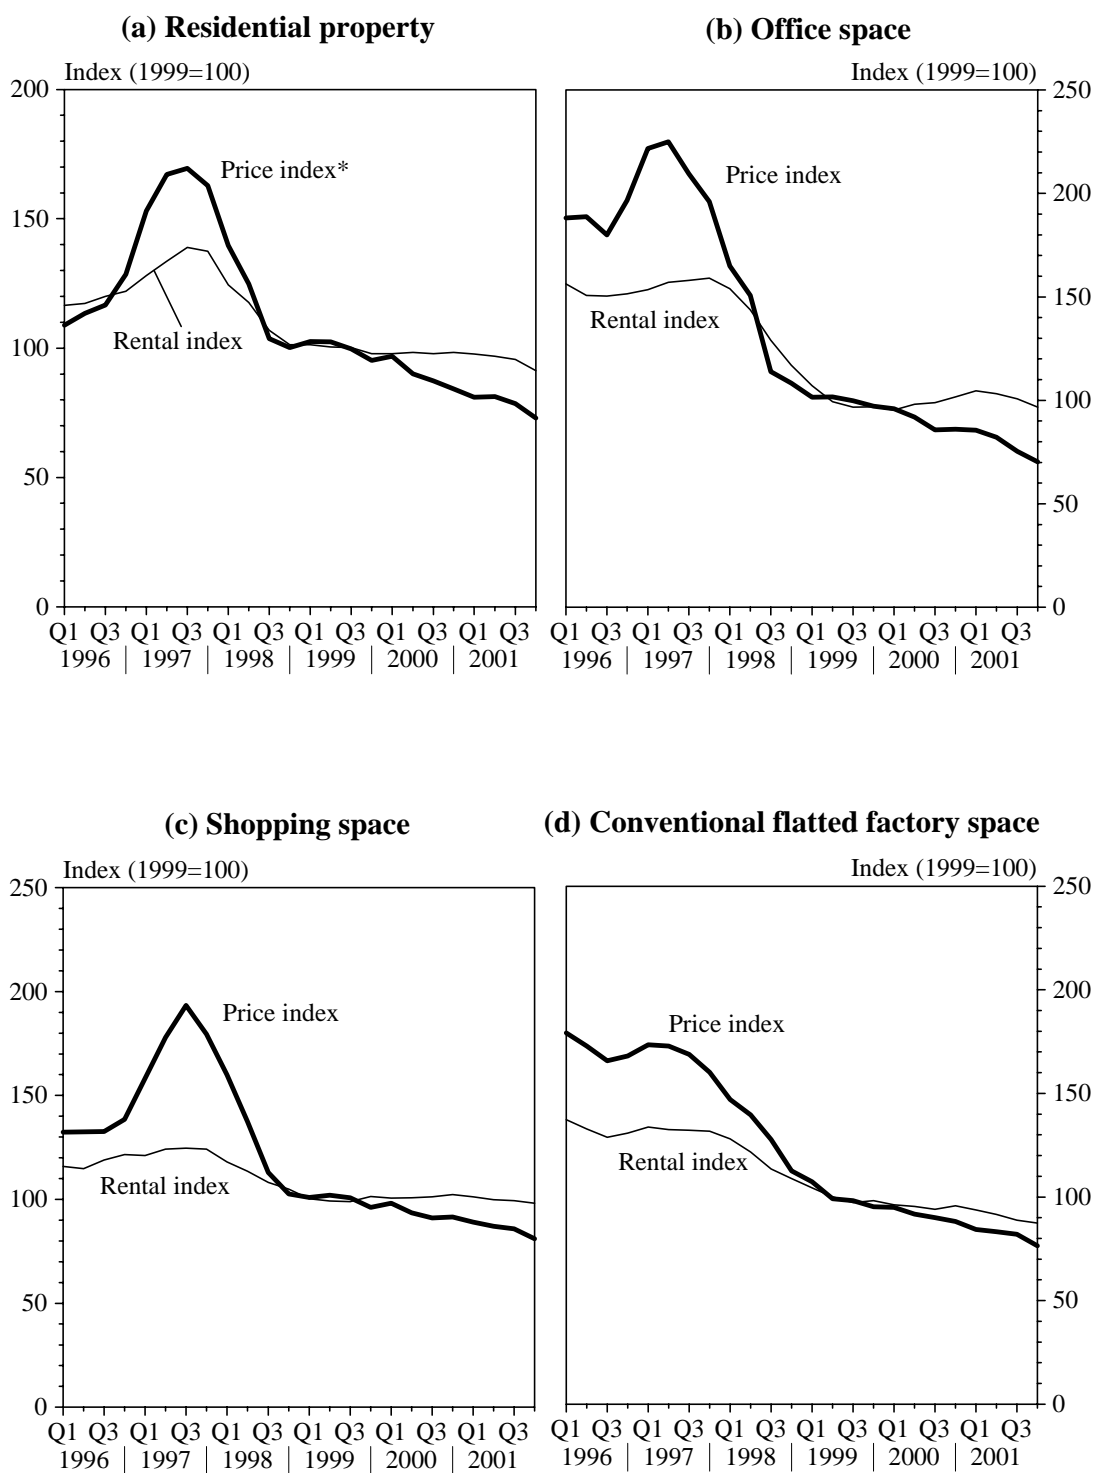 (a) Residential property
Index (1999=100)
200
150
100
50
0
Price index*
Rental index
Q1 Q3 Q1 Q3 Q1 Q3 Q1 Q3 Q1 Q3 Q1 Q3
1996 1997 1998 1999 2000 2001
(b) Office space
Index (1999=100)
250
200
150
100
50
0
Price index
Rental index
Q1 Q3 Q1 Q3 Q1 Q3 Q1 Q3 Q1 Q3 Q1 Q3
1996 1997 1998 1999 2000 2001
(c) Shopping space
Index (1999=100)
250
200
150
100
50
0
Price index
Rental index
Q1 Q3 Q1 Q3 Q1 Q3 Q1 Q3 Q1 Q3 Q1 Q3
1996 1997 1998 1999 2000 2001
(d) Conventional flatted factory space
Index (1999=100)
250
200
150
100
50
0
Price index
Rental index
Q1 Q3 Q1 Q3 Q1 Q3 Q1 Q3 Q1 Q3 Q1 Q3
1996 1997 1998 1999 2000 2001